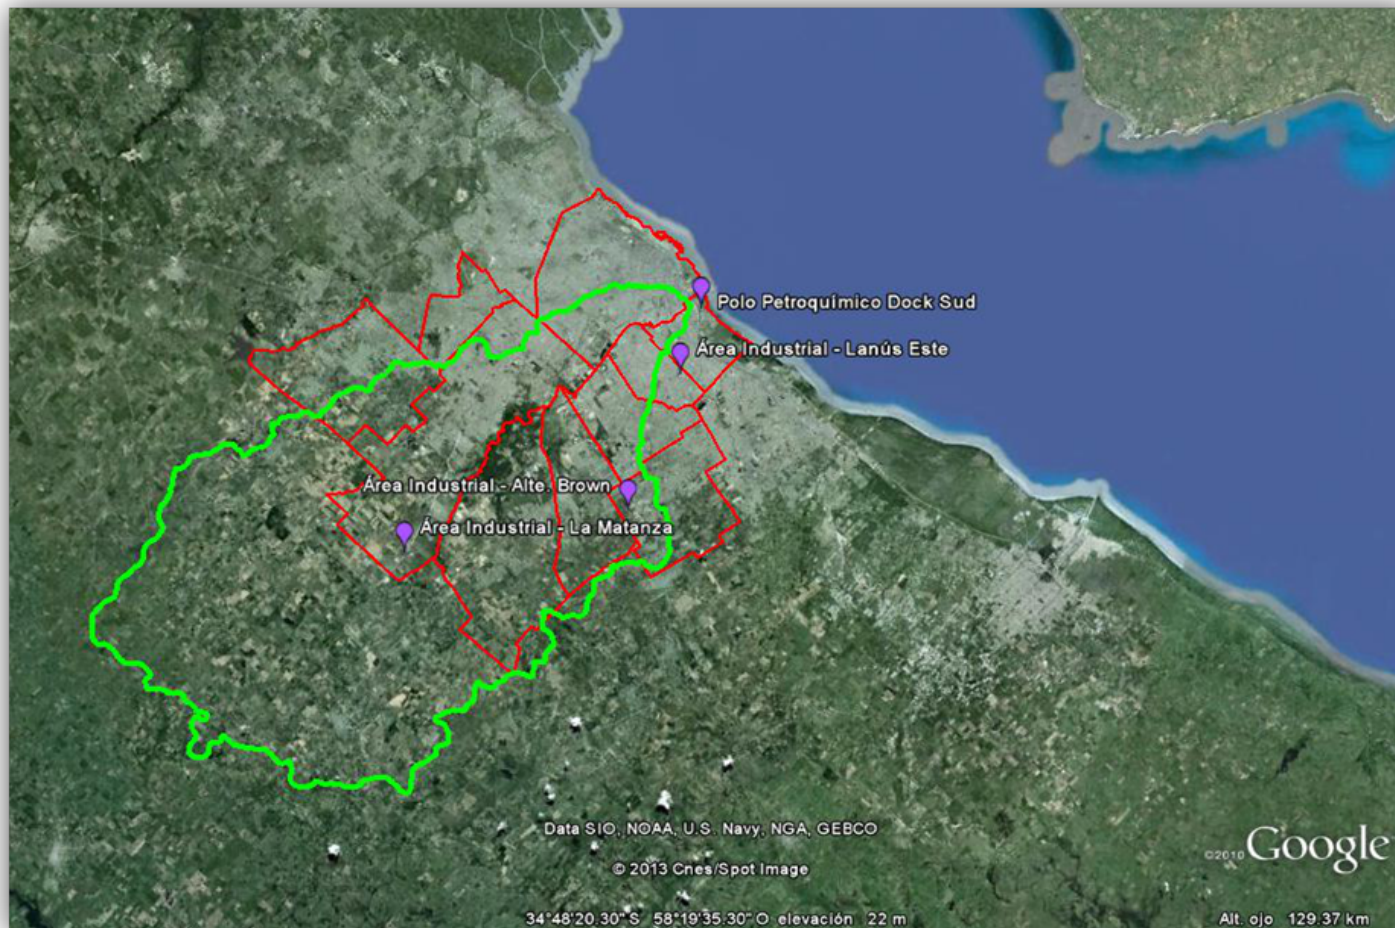 Polo Petroquímico Dock Sud
Área Industrial - Lanús Este
Área Industrial - Alte. Brown
Área Industrial - La Matanza
Data SIO, NOAA, U.S. Navy, NGA, GEBCO
©2010 Google
© 2013 Cnes/Spot Image
34°48'20.30" S 58°19'35.30" O elevación 22 m
Alt. ojo 129.37 km